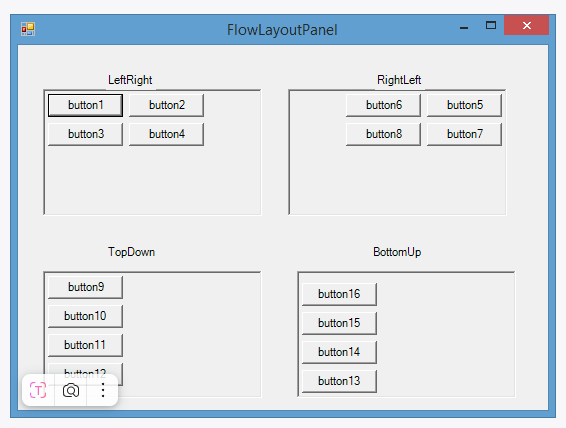 FlowLayoutPanel
LeftRight
button1 button2
button3 button4
RightLeft
button6 button5
button8 button7
TopDown
button9
button10
button11
button12
BottomUp
button16
button15
button14
button13
T